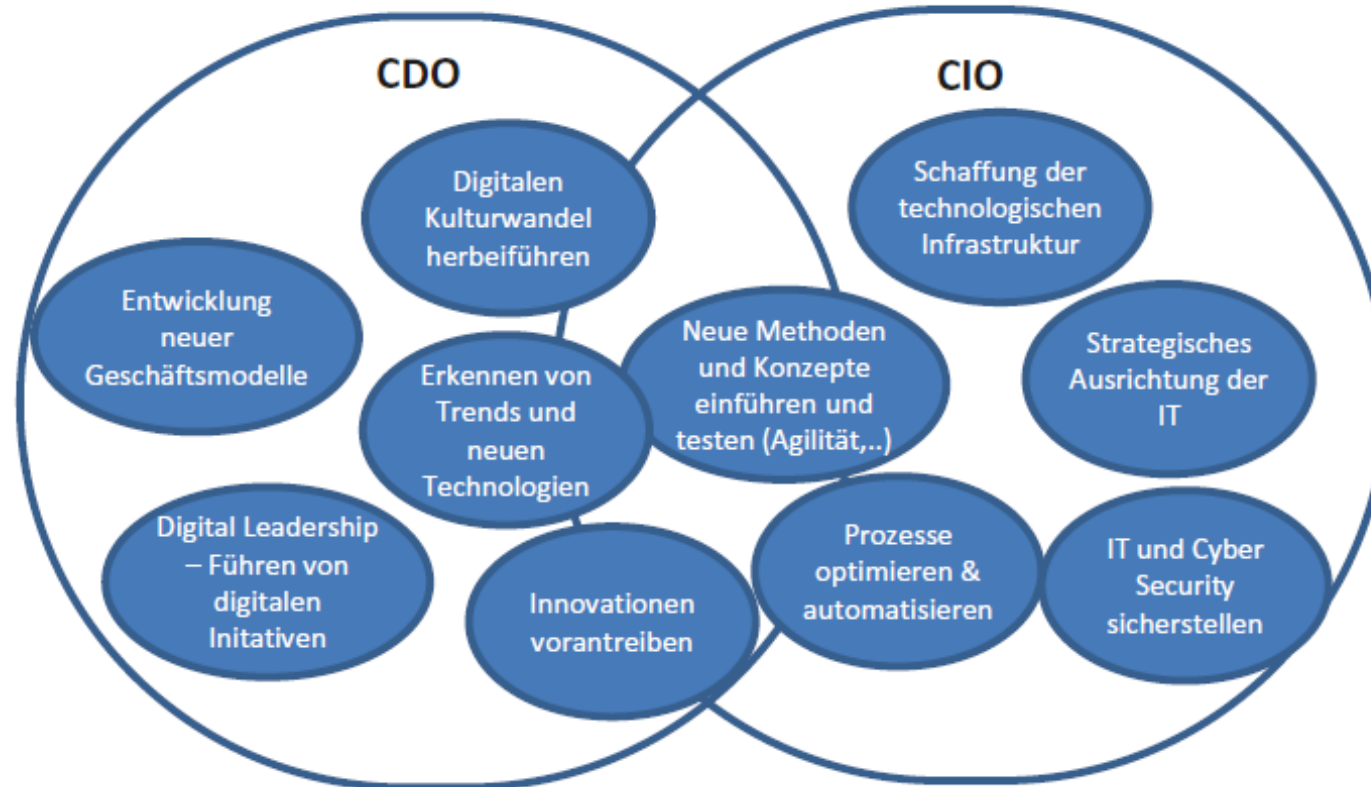 CDO
CIO
Digitalen
Kulturwandel
herbeiführen
Schaffung der
technologischen
Infrastruktur
Entwicklung
neuer
Geschäftsmodelle
Erkennen von
Trends und
neuen
Technologien
Neue Methoden
und Konzepte
einführen und
testen (Agilität,..)
Strategisches
Ausrichtung der
IT
Digital Leadership
– Führen von
digitalen
Initativen
Innovationen
vorantreiben
Prozesse
optimieren &
automatisieren
IT und Cyber
Security
sicherstellen